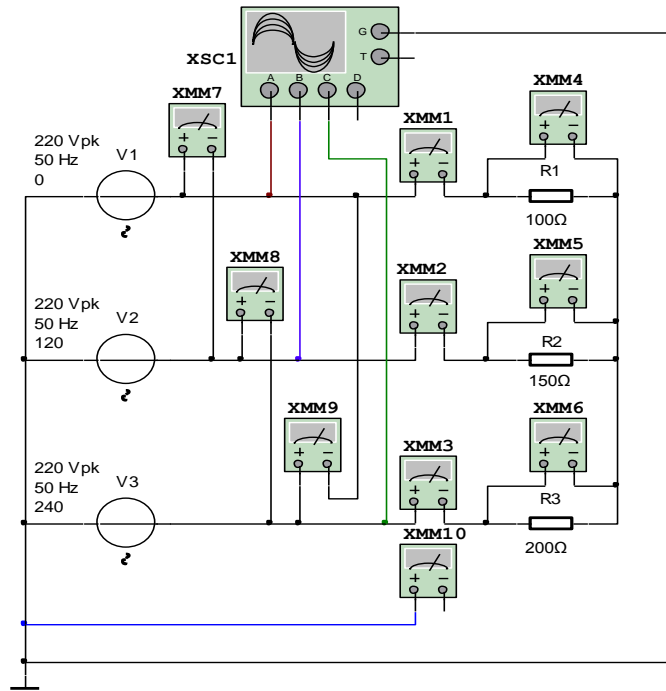 XSC1
G
T
A B C D
XMM7
XMM1
XMM4
220 Vpk
50 Hz
0
V1
+ −
+ −
+ −
R1
100Ω
XMM8
XMM2
XMM5
220 Vpk
50 Hz
120
V2
+ −
+ −
+ −
R2
150Ω
XMM9
XMM3
XMM6
220 Vpk
50 Hz
240
V3
+ −
+ −
+ −
R3
200Ω
XMM10
+ −